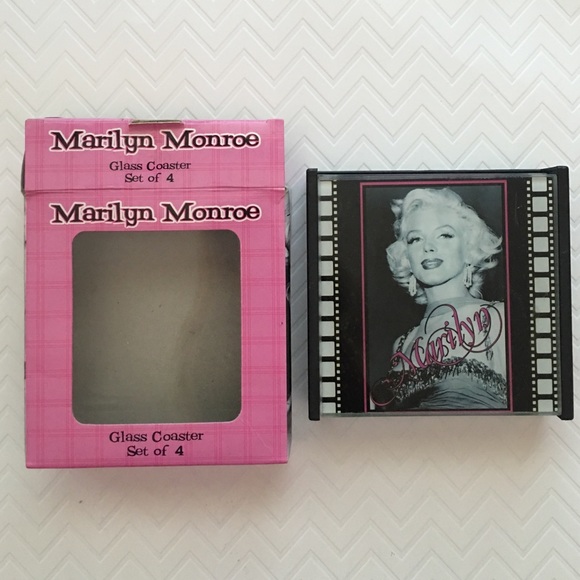 Marilyn Monroe
Glass Coaster
Set of 4
Marilyn Monroe
Glass Coaster
Set of 4
Marilyn